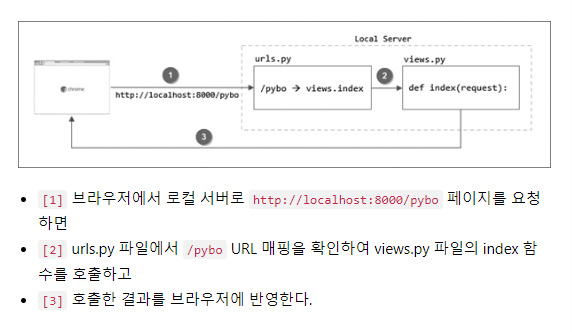 Local Server
urls.py
views.py
1
2
chrome
/pybo → views.index
def index(request):
http://localhost:8000/pybo
3
[1] 브라우저에서 로컬 서버로 http://localhost:8000/pybo 페이지를 요청
하면
[2] urls.py 파일에서 /pybo URL 매핑을 확인하여 views.py 파일의 index 함
수를 호출하고
[3] 호출한 결과를 브라우저에 반영한다.